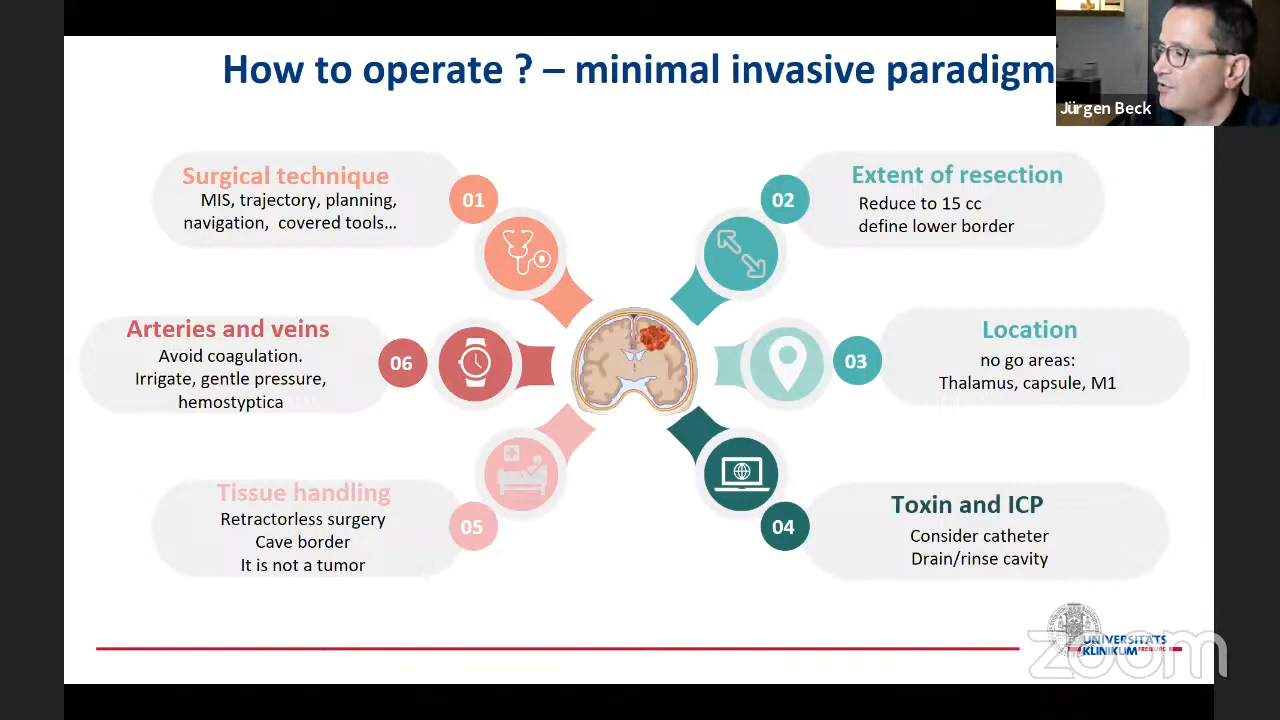 How to operate ? – minimal invasive paradigm
Jürgen Beck
Surgical technique
MIS, trajectory, planning,
navigation, covered tools...
01
02
Extent of resection
Reduce to 15 cc
define lower border
Arteries and veins
Avoid coagulation.
Irrigate, gentle pressure,
hemostyptica
06
03
Location
no go areas:
Thalamus, capsule, M1
Tissue handling
Retractorless surgery
Cave border
It is not a tumor
05
04
Toxin and ICP
Consider catheter
Drain/rinse cavity
UNIVERSITÄTS
KLINIKUM FREIBURG
zoom